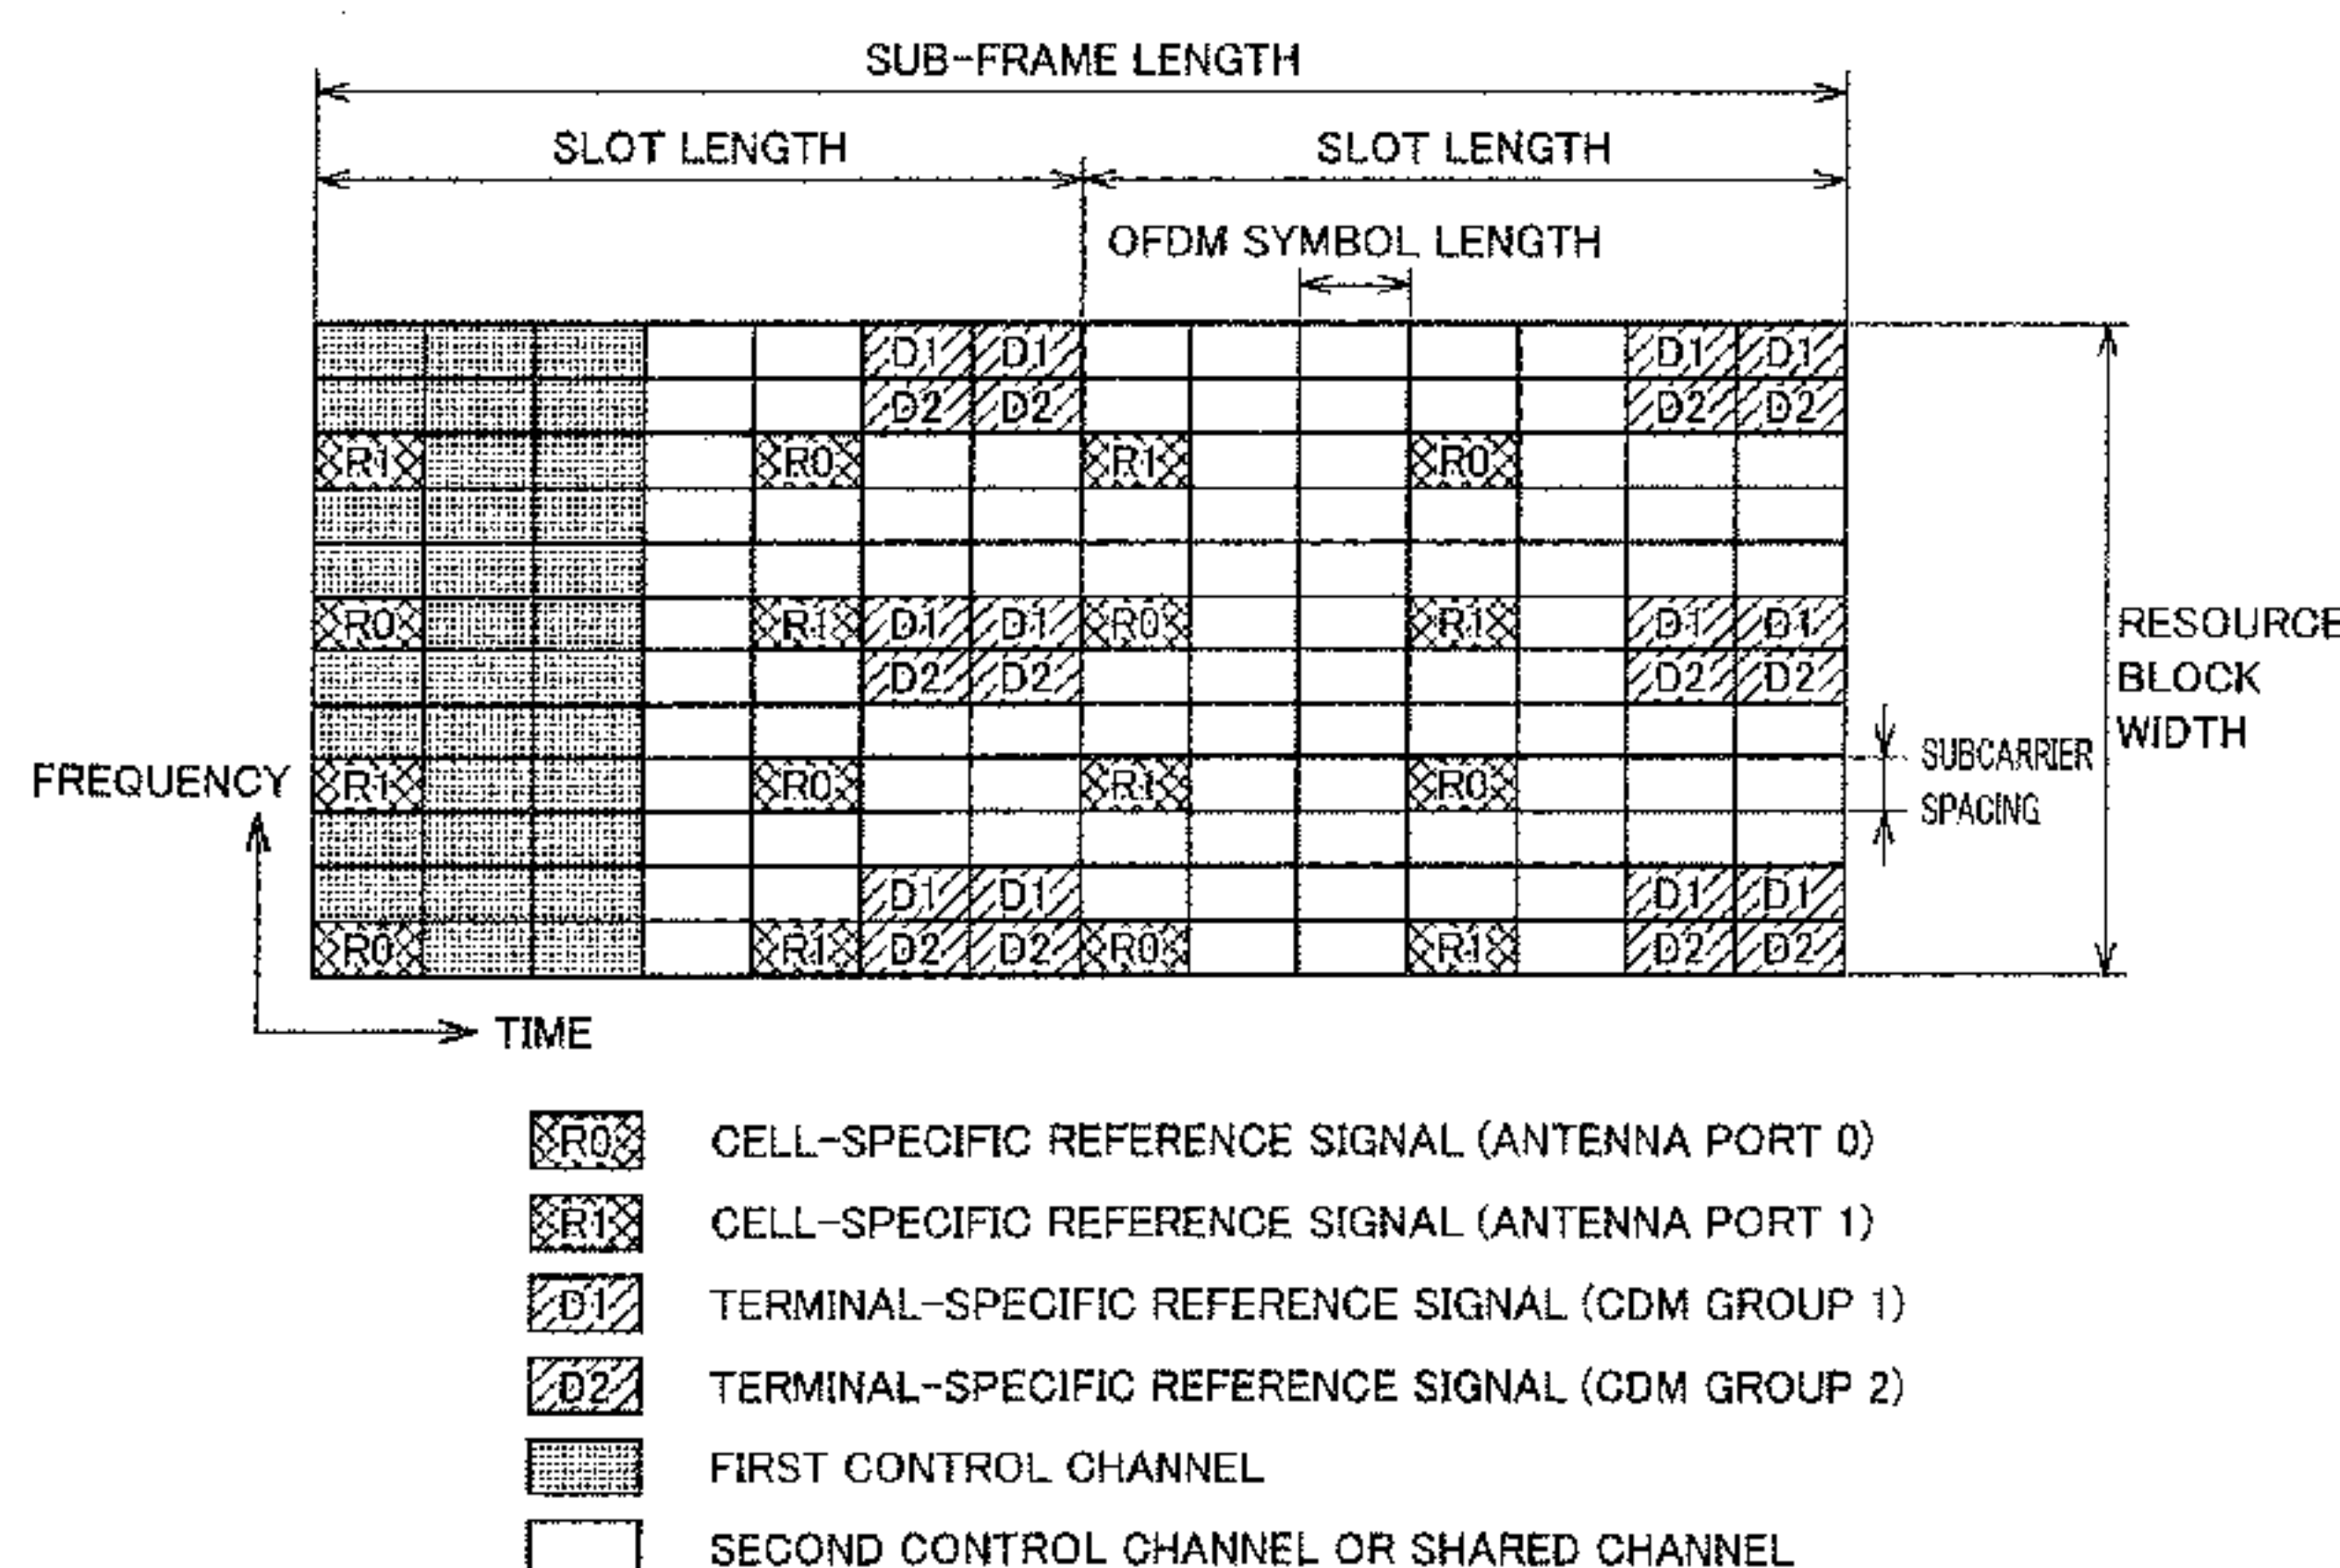 SUB-FRAME LENGTH
SLOT LENGTH SLOT LENGTH
OFDM SYMBOL LENGTH
D1 D1 D1 D1
D2 D2 D2 D2
R1 R0 R1 R0
R0 R1 D1 D1 R0 R1 D1 D1
D2 D2 D2 D2
R1 R0 R1 R0
D1 D1 D1 D1
R0 R1 D2 D2 R0 R1 D2 D2
RESOURCE
BLOCK
WIDTH
SUBCARRIER
SPACING
FREQUENCY
TIME
R0 CELL-SPECIFIC REFERENCE SIGNAL (ANTENNA PORT 0)
R1 CELL-SPECIFIC REFERENCE SIGNAL (ANTENNA PORT 1)
D1 TERMINAL-SPECIFIC REFERENCE SIGNAL (CDM GROUP 1)
D2 TERMINAL-SPECIFIC REFERENCE SIGNAL (CDM GROUP 2)
FIRST CONTROL CHANNEL
SECOND CONTROL CHANNEL OR SHARED CHANNEL